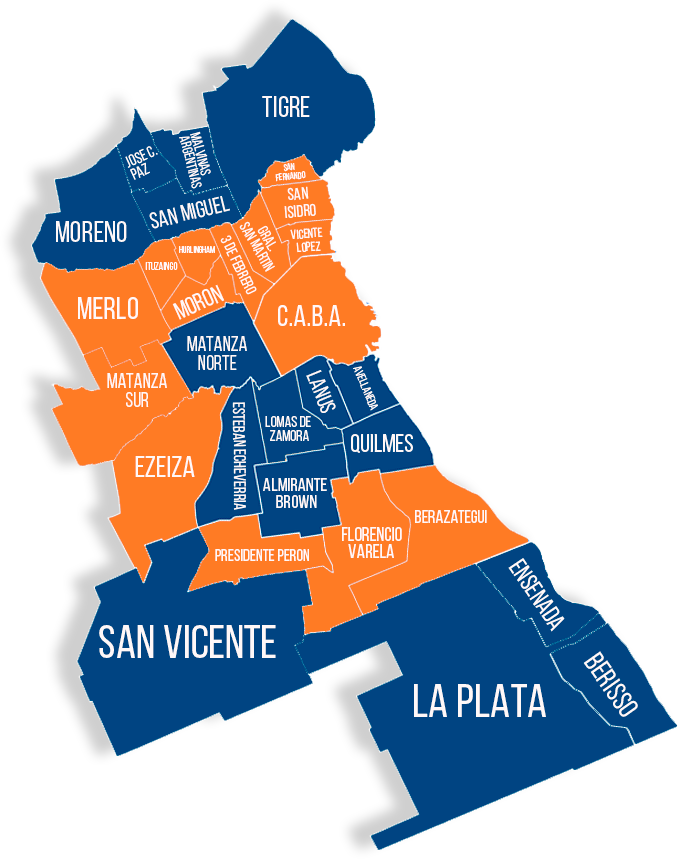 TIGRE
JOSE C.
PAZ
MALVINAS
ARGENTINAS
SAN
FERNANDO
SAN
ISIDRO
SAN MIGUEL
MORENO
VICENTE
LOPEZ
GRAL.
SAN MARTIN
3 DE FEBRERO
HURLINGHAM
ITUZAINGO
MERLO
MORON
C.A.B.A.
MATANZA
NORTE
MATANZA
SUR
LANUS
AVELLANEDA
ESTEBAN ECHEVERRIA
LOMAS DE
ZAMORA
QUILMES
EZEIZA
ALMIRANTE
BROWN
BERAZATEGUI
FLORENCIO
VARELA
PRESIDENTE PERON
ENSENADA
SAN VICENTE
BERISSO
LA PLATA